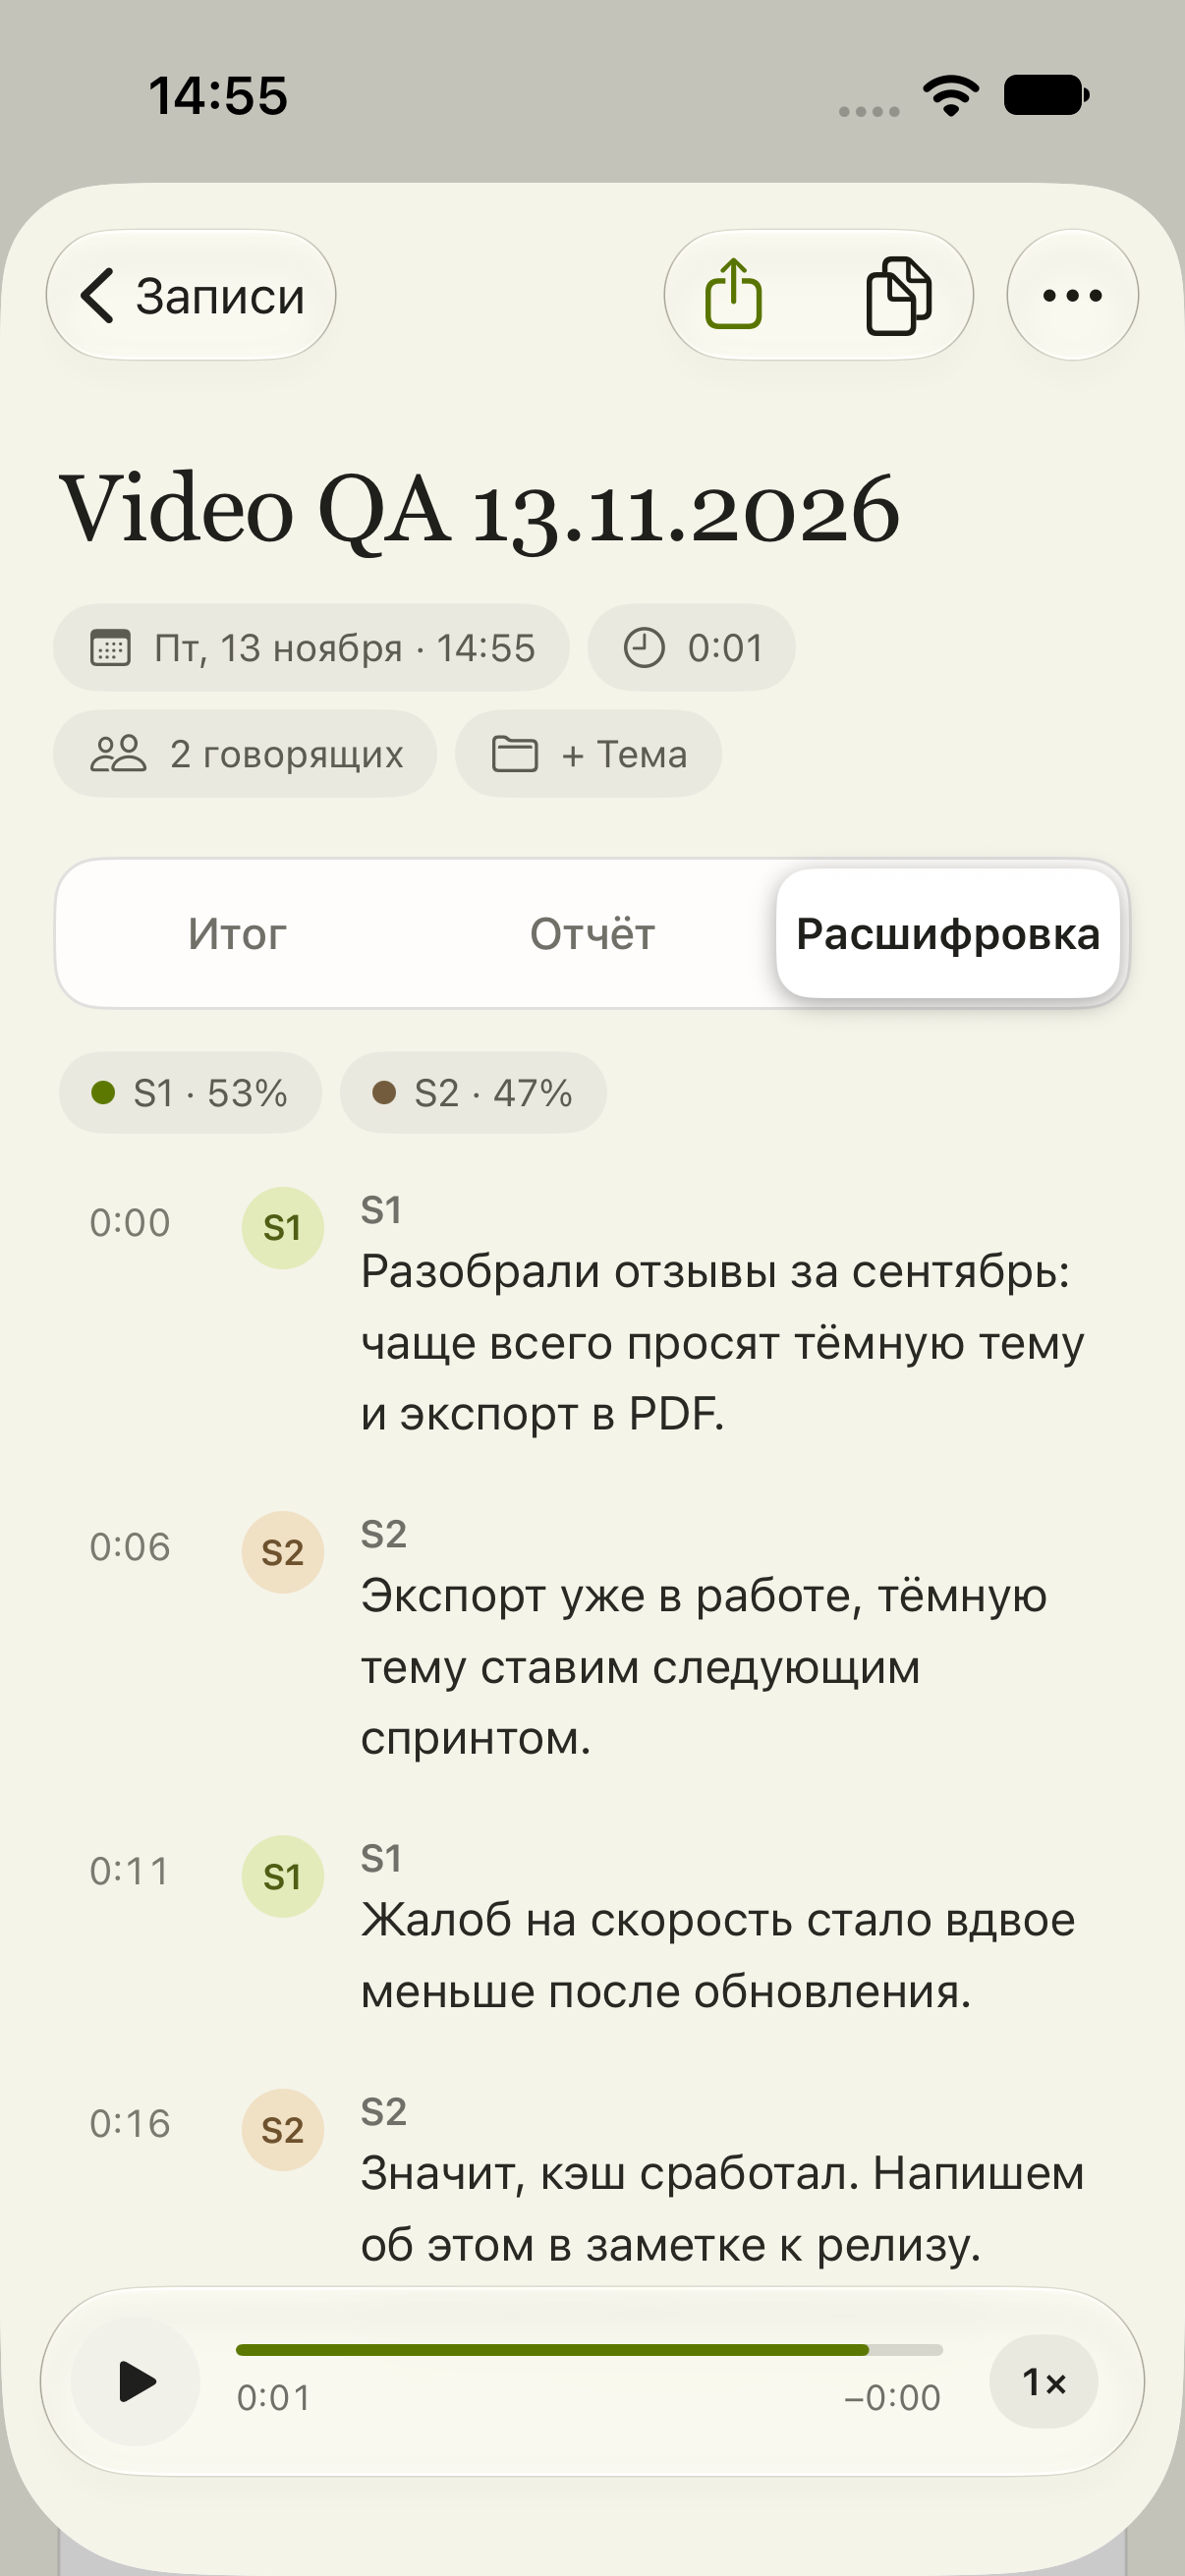 14:55
Записи
Video QA 13.11.2026
Пт, 13 ноября · 14:55
0:01
2 говорящих
+ Тема
Итог
Отчёт
Расшифровка
S1 · 53%
S2 · 47%
0:00
S1
S1
Разобрали отзывы за сентябрь:
чаще всего просят тёмную тему
и экспорт в PDF.
0:06
S2
S2
Экспорт уже в работе, тёмную
тему ставим следующим
спринтом.
0:11
S1
S1
Жалоб на скорость стало вдвое
меньше после обновления.
0:16
S2
S2
Значит, кэш сработал. Напишем
об этом в заметке к релизу.
0:01
–0:00
1×